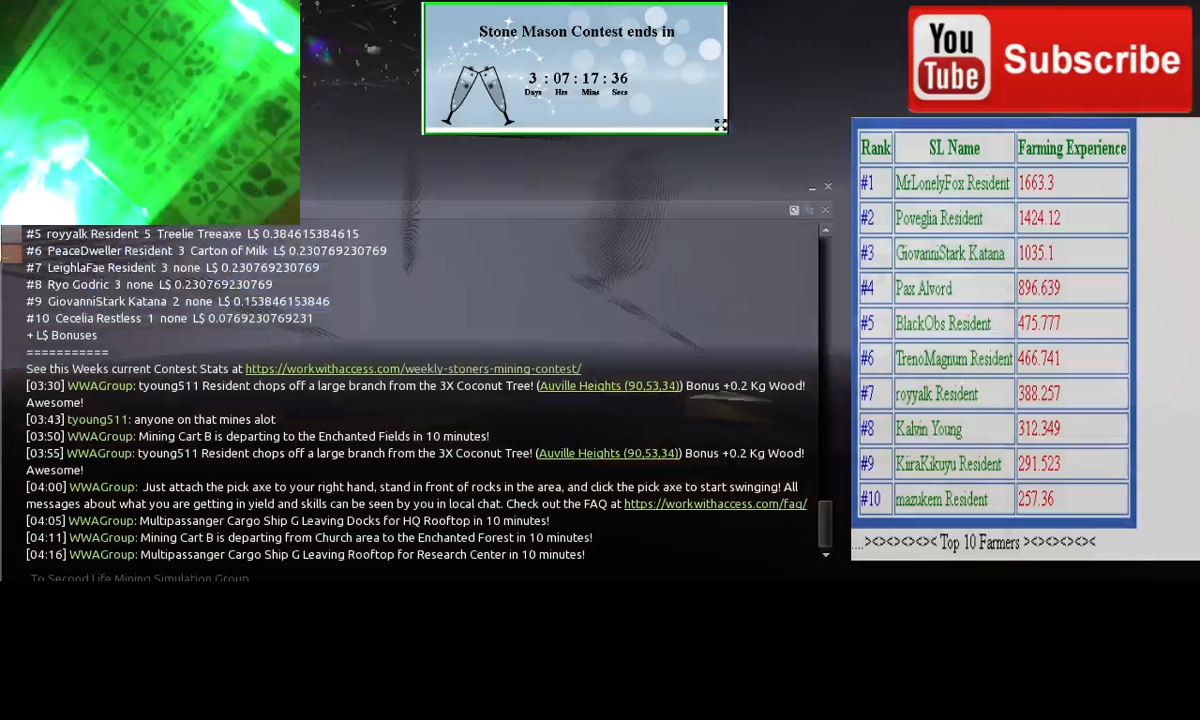 Stone Mason Contest ends in
3 : 07 : 17 : 36
Days Hrs Mins Secs
You Tube Subscribe
#5 royyalk Resident 5 Treelie Treeaxe L$ 0.384615384615
#6 PeaceDweller Resident 3 Carton of Milk L$ 0.230769230769
#7 LeighlaFae Resident 3 none L$ 0.230769230769
#8 Ryo Godric 3 none L$ 0.230769230769
#9 GiovanniStark Katana 2 none L$ 0.153846153846
#10 Cecelia Restless 1 none L$ 0.0769230769231
+ L$ Bonuses
===========
See this Weeks current Contest Stats at https://workwithaccess.com/weekly-stoners-mining-contest/
[03:30] WWAGroup: tyoung511 Resident chops off a large branch from the 3X Coconut Tree! (Auville Heights (90,53,34)) Bonus +0.2 Kg Wood!
Awesome!
[03:43] tyoung511: anyone on that mines alot
[03:50] WWAGroup: Mining Cart B is departing to the Enchanted Fields in 10 minutes!
[03:55] WWAGroup: tyoung511 Resident chops off a large branch from the 3X Coconut Tree! (Auville Heights (90,53,34)) Bonus +0.2 Kg Wood!
Awesome!
[04:00] WWAGroup: Just attach the pick axe to your right hand, stand in front of rocks in the area, and click the pick axe to start swinging! All
messages about what you are getting in yield and skills can be seen by you in local chat. Check out the FAQ at https://workwithaccess.com/faq/
[04:05] WWAGroup: Multipassanger Cargo Ship G Leaving Docks for HQ Rooftop in 10 minutes!
[04:11] WWAGroup: Mining Cart B is departing from Church area to the Enchanted Forest in 10 minutes!
[04:16] WWAGroup: Multipassanger Cargo Ship G Leaving Rooftop for Research Center in 10 minutes!
To Second Life Mining Simulation Group
Rank SL Name Farming Experience
#1 MrLonelyFox Resident 1663.3
#2 Poveglia Resident 1424.12
#3 GiovanniStark Katana 1035.1
#4 Pax Alvord 896.639
#5 BlackObs Resident 475.777
#6 TrenoMagnum Resident 466.741
#7 royyalk Resident 388.257
#8 Kalvin Young 312.349
#9 KiiraKikuyu Resident 291.523
#10 mazukem Resident 257.36
....><><><><>< Top 10 Farmers ><><><><><